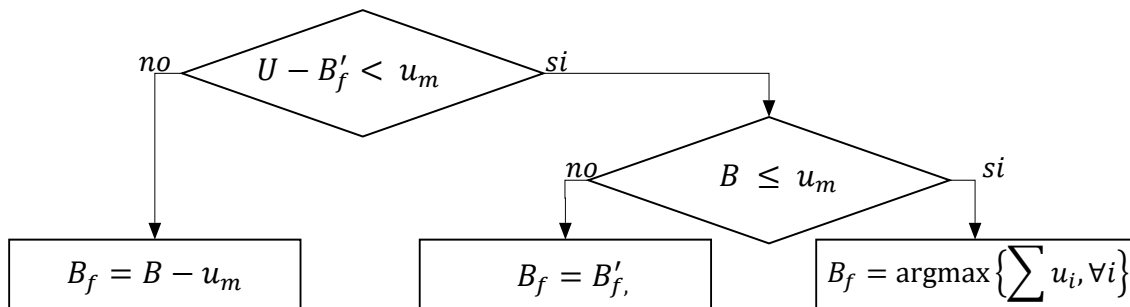 no
U − B′_f < u_m
si
no
B ≤ u_m
si
B_f = B − u_m
B_f = B′_f,
B_f = argmax{∑ u_i, ∀i}